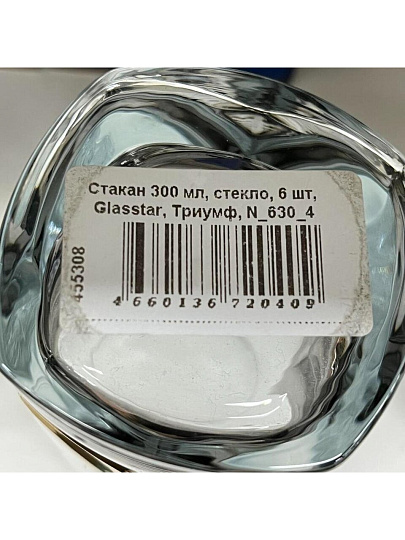 Стакан 300 мл, стекло, 6 шт,
Glasstar, Триумф, N_630_4
455308
4 660136 720409